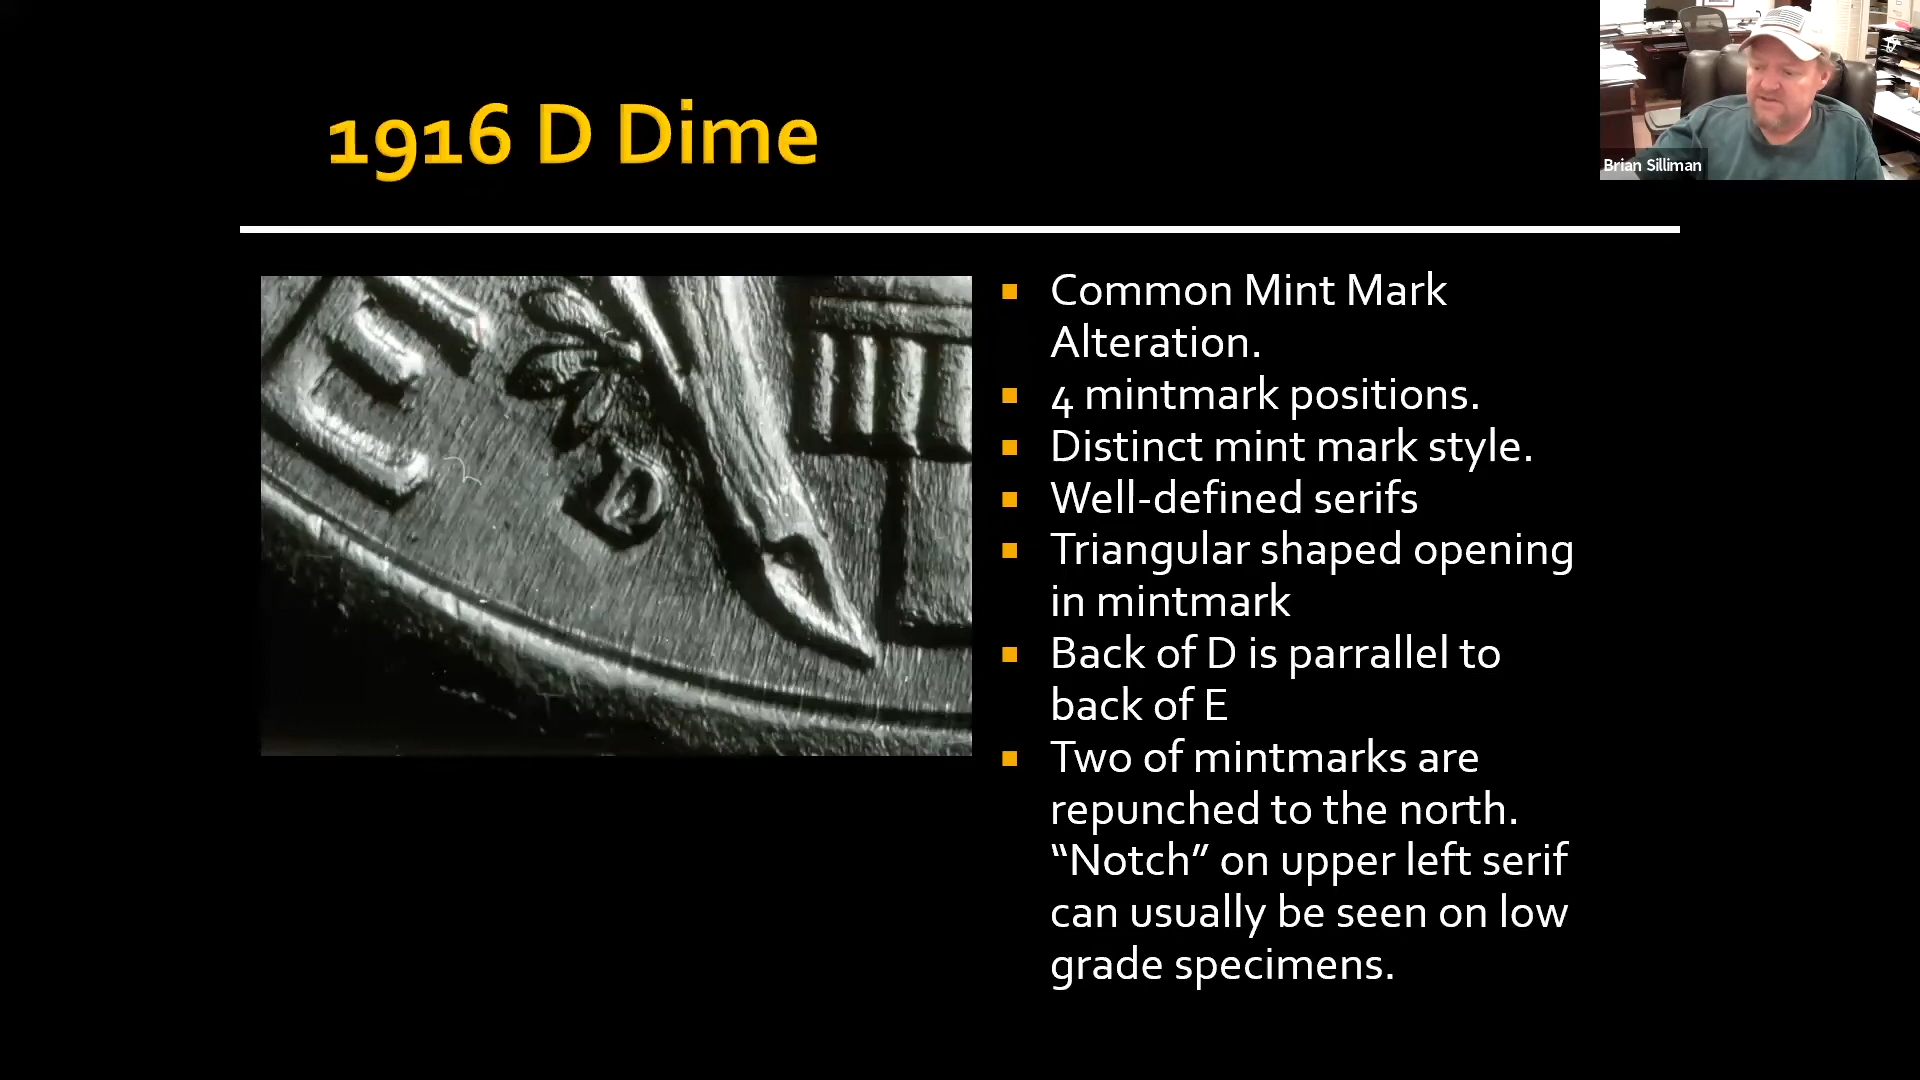 1916 D Dime
Brian Silliman
E
D
Common Mint Mark
Alteration.
4 mintmark positions.
Distinct mint mark style.
Well-defined serifs
Triangular shaped opening
in mintmark
Back of D is parrallel to
back of E
Two of mintmarks are
repunched to the north.
“Notch” on upper left serif
can usually be seen on low
grade specimens.